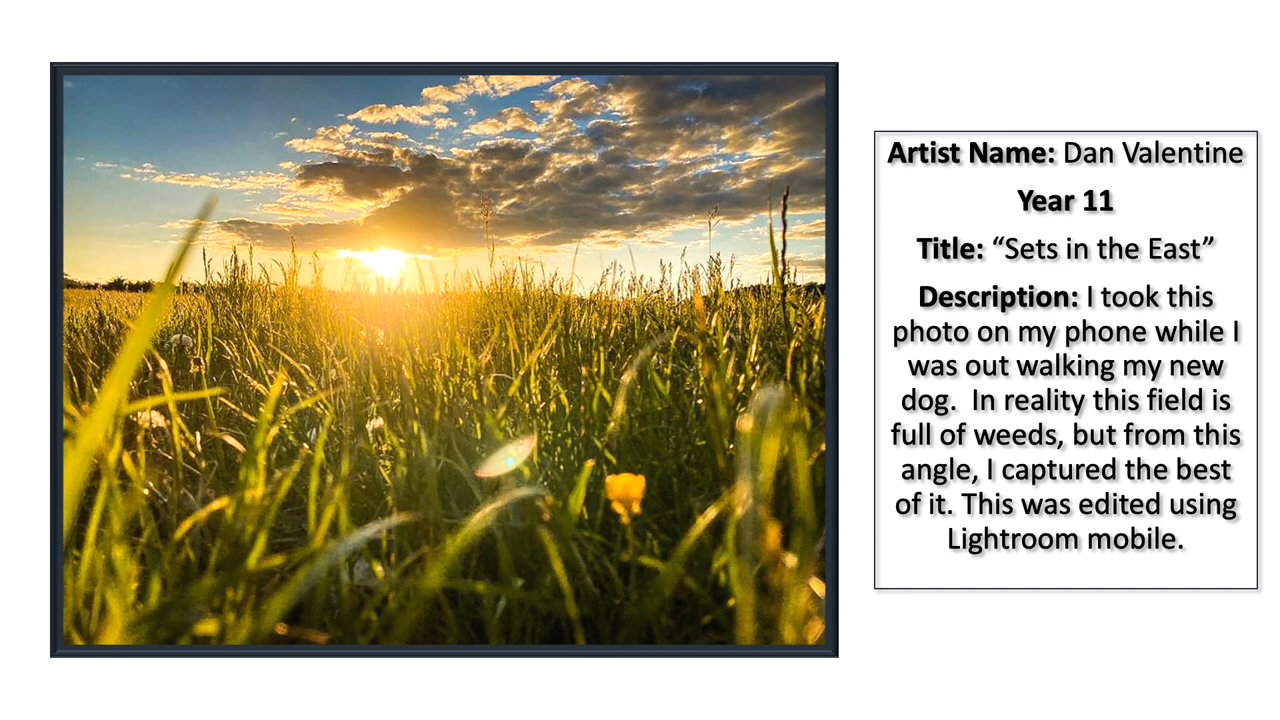 Artist Name: Dan Valentine
Year 11
Title: “Sets in the East”
Description: I took this
photo on my phone while I
was out walking my new
dog.  In reality this field is
full of weeds, but from this
angle, I captured the best
of it. This was edited using
Lightroom mobile.